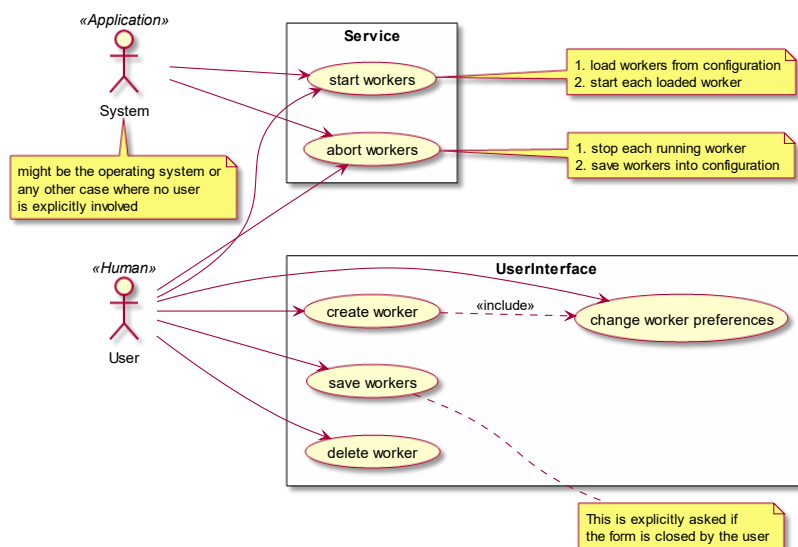 «Application»
System
might be the operating system or
any other case where no user
is explicitly involved
Service
start workers
abort workers
1. load workers from configuration
2. start each loaded worker
1. stop each running worker
2. save workers into configuration
«Human»
User
UserInterface
create worker
«include»
change worker preferences
save workers
delete worker
This is explicitly asked if
the form is closed by the user